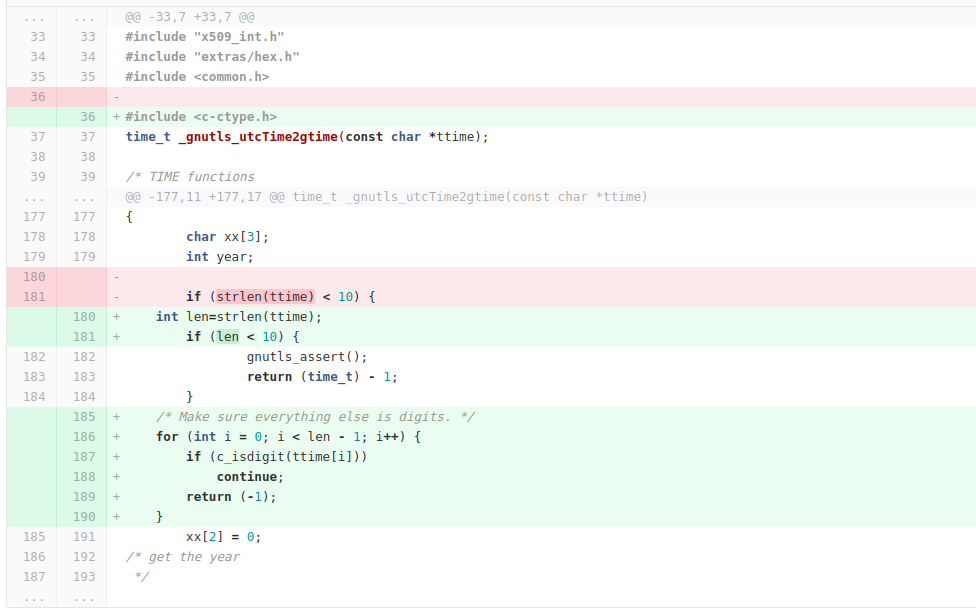 ... ... @@ -33,7 +33,7 @@
33 33 #include "x509_int.h"
34 34 #include "extras/hex.h"
35 35 #include <common.h>
36 -
36 + #include <c-ctype.h>
37 37 time_t _gnutls_utcTime2gtime(const char *ttime);
38 38
39 39 /* TIME functions
... ... @@ -177,11 +177,17 @@ time_t _gnutls_utcTime2gtime(const char *ttime)
177 177 {
178 178 char xx[3];
179 179 int year;
180 -
181 - if (strlen(ttime) < 10) {
180 + int len=strlen(ttime);
181 + if (len < 10) {
182 182 gnutls_assert();
183 183 return (time_t) - 1;
184 184 }
185 + /* Make sure everything else is digits. */
186 + for (int i = 0; i < len - 1; i++) {
187 + if (c_isdigit(ttime[i]))
188 + continue;
189 + return (-1);
190 + }
185 191 xx[2] = 0;
186 192 /* get the year
187 193 */
... ...